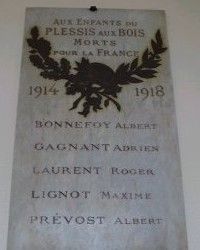 AUX ENFANTS DU
PLESSIS AUX BOIS
MORTS
POUR LA FRANCE
1914 1918
BONNEFOY ALBERT
GAGNANT ADRIEN
LAURENT ROGER
LIGNOT MAXIME
PRÉVOST ALBERT